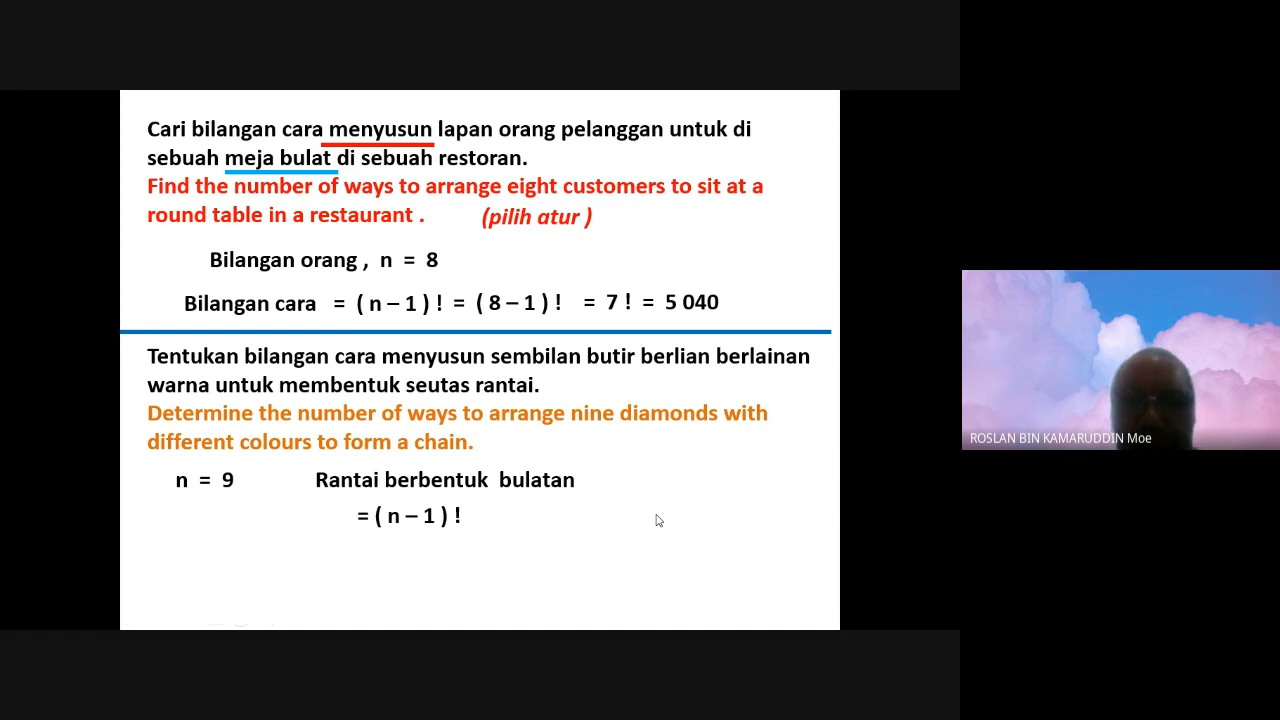 Cari bilangan cara menyusun lapan orang pelanggan untuk di
sebuah meja bulat di sebuah restoran.
Find the number of ways to arrange eight customers to sit at a
round table in a restaurant .
(pilih atur )
Bilangan orang , n = 8
Bilangan cara = ( n – 1 ) ! = ( 8 – 1 ) ! = 7 ! = 5 040
Tentukan bilangan cara menyusun sembilan butir berlian berlainan
warna untuk membentuk seutas rantai.
Determine the number of ways to arrange nine diamonds with
different colours to form a chain.
n = 9 Rantai berbentuk bulatan
= ( n – 1 ) !
ROSLAN BIN KAMARUDDIN Moe